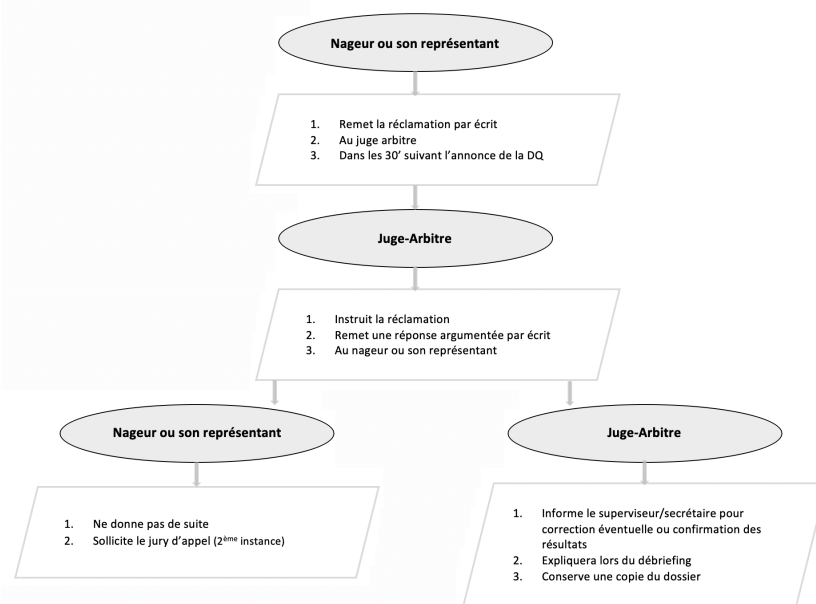 Nageur ou son représentant
1. Remet la réclamation par écrit
2. Au juge arbitre
3. Dans les 30’ suivant l’annonce de la DQ
Juge-Arbitre
1. Instruit la réclamation
2. Remet une réponse argumentée par écrit
3. Au nageur ou son représentant
Nageur ou son représentant
1. Ne donne pas de suite
2. Sollicite le jury d’appel (2ème instance)
Juge-Arbitre
1. Informe le superviseur/secrétaire pour
correction éventuelle ou confirmation des
résultats
2. Expliquera lors du débriefing
3. Conserve une copie du dossier